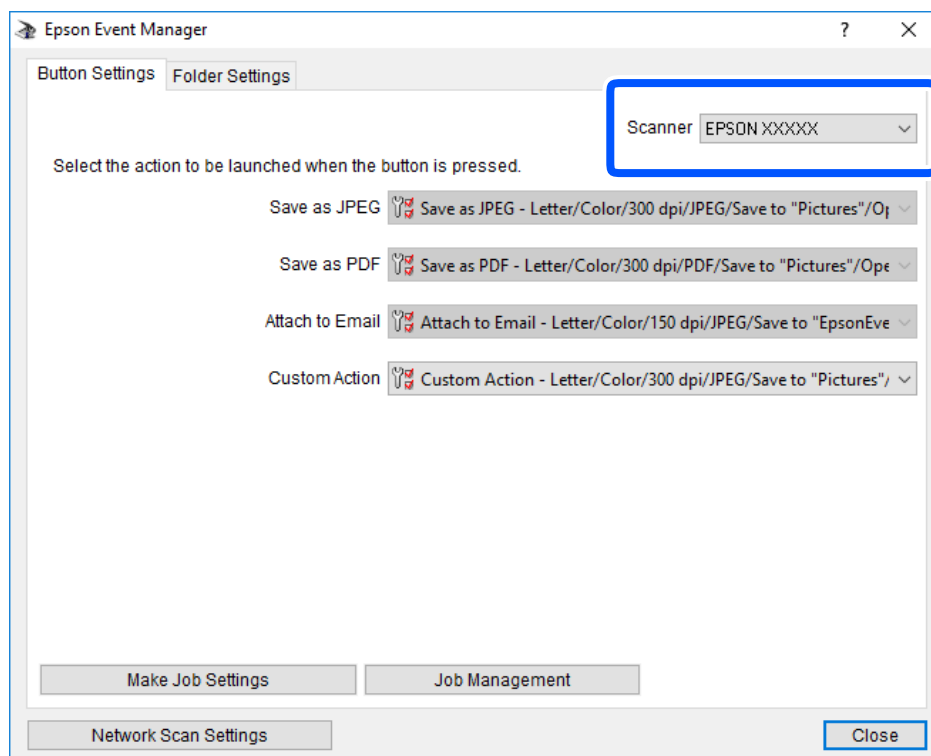 Epson Event Manager
Button Settings Folder Settings
Scanner EPSON XXXXX
Select the action to be launched when the button is pressed.
Save as JPEG Save as JPEG - Letter/Color/300 dpi/JPEG/Save to "Pictures"/Op
Save as PDF Save as PDF - Letter/Color/300 dpi/PDF/Save to "Pictures"/Ope
Attach to Email Attach to Email - Letter/Color/150 dpi/JPEG/Save to "EpsonEve
Custom Action Custom Action - Letter/Color/300 dpi/JPEG/Save to "Pictures"/
Make Job Settings Job Management
Network Scan Settings Close